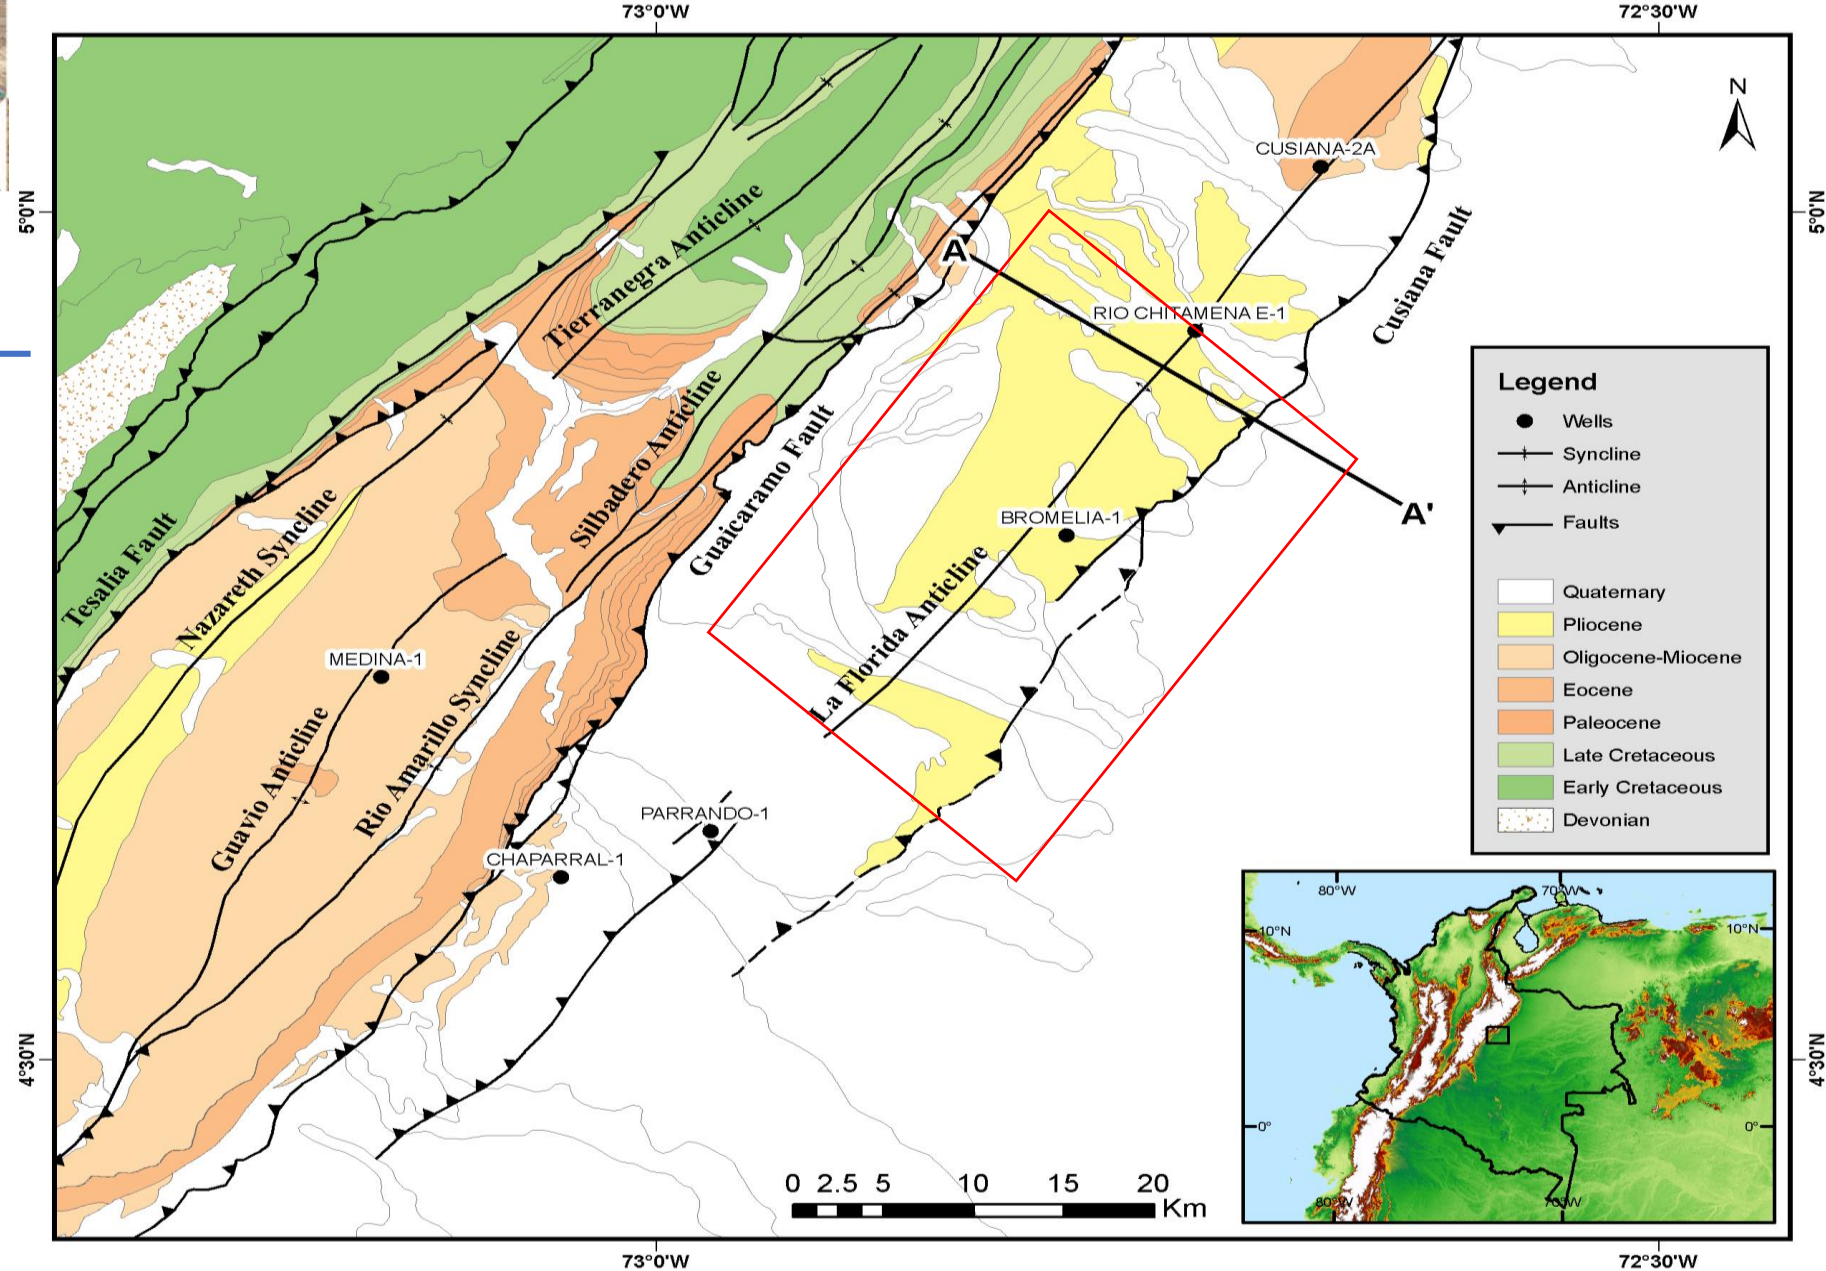 73°0'W
72°30'W
N
CUSIANA-2A
5°0'N
5°0'N
Tierranegra Anticline
A
Cusiana Fault
RIO CHITAMENA E-1
Legend
Wells
Syncline
Anticline
Faults
Quaternary
Pliocene
Oligocene-Miocene
Eocene
Paleocene
Late Cretaceous
Early Cretaceous
Devonian
Silbadero Anticline
Guaicaramo Fault
A'
BROMELIA-1
Tesalia Fault
Nazareth Syncline
La Florida Anticline
MEDINA-1
Rio Amarillo Syncline
Guavio Anticline
PARRANDO-1
CHAPARRAL-1
80°W
70°W
10°N
10°N
0°
0°
80°W
70°W
4°30'N
4°30'N
0 2.5 5 10 15 20
Km
73°0'W
72°30'W